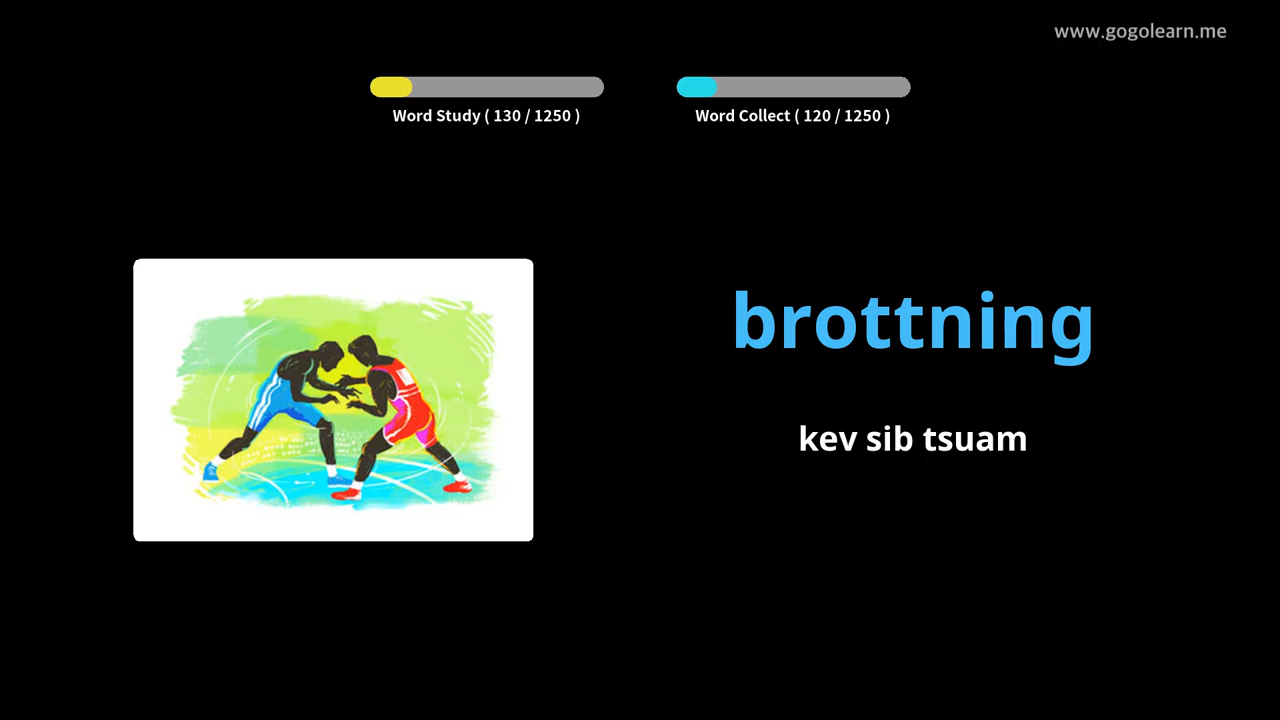 www.gogolearn.me
Word Study ( 130 / 1250 )
Word Collect ( 120 / 1250 )
brottning
kev sib tsuam